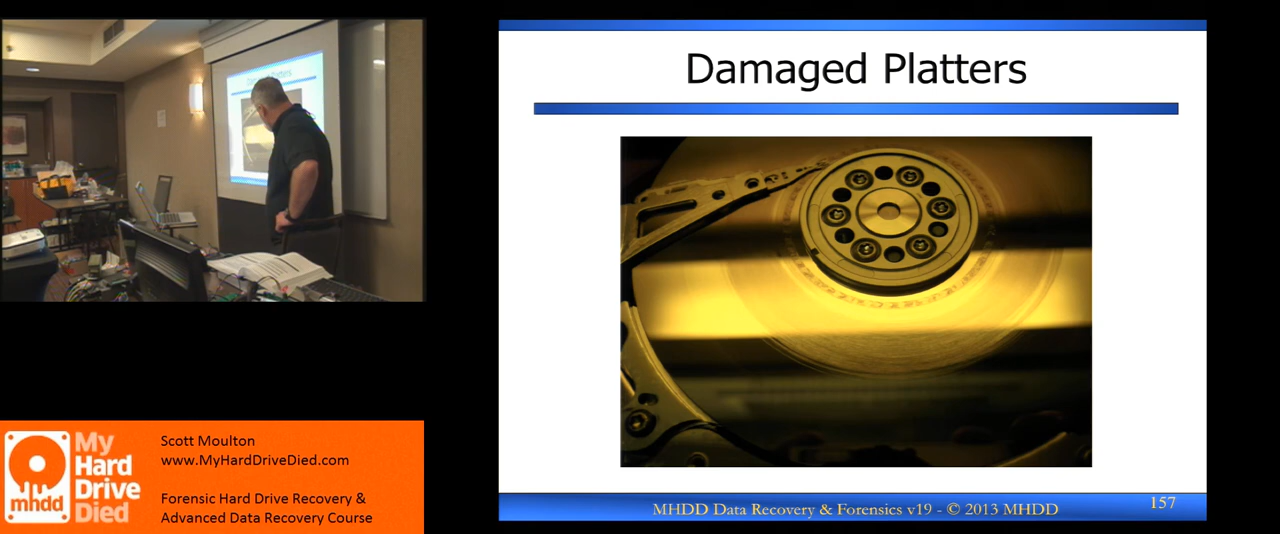 Damaged Platters
MHDD Data Recovery & Forensics v19 - © 2013 MHDD
157
My
Hard
Drive
Died
mhdd
Scott Moulton
www.MyHardDriveDied.com
Forensic Hard Drive Recovery &
Advanced Data Recovery Course